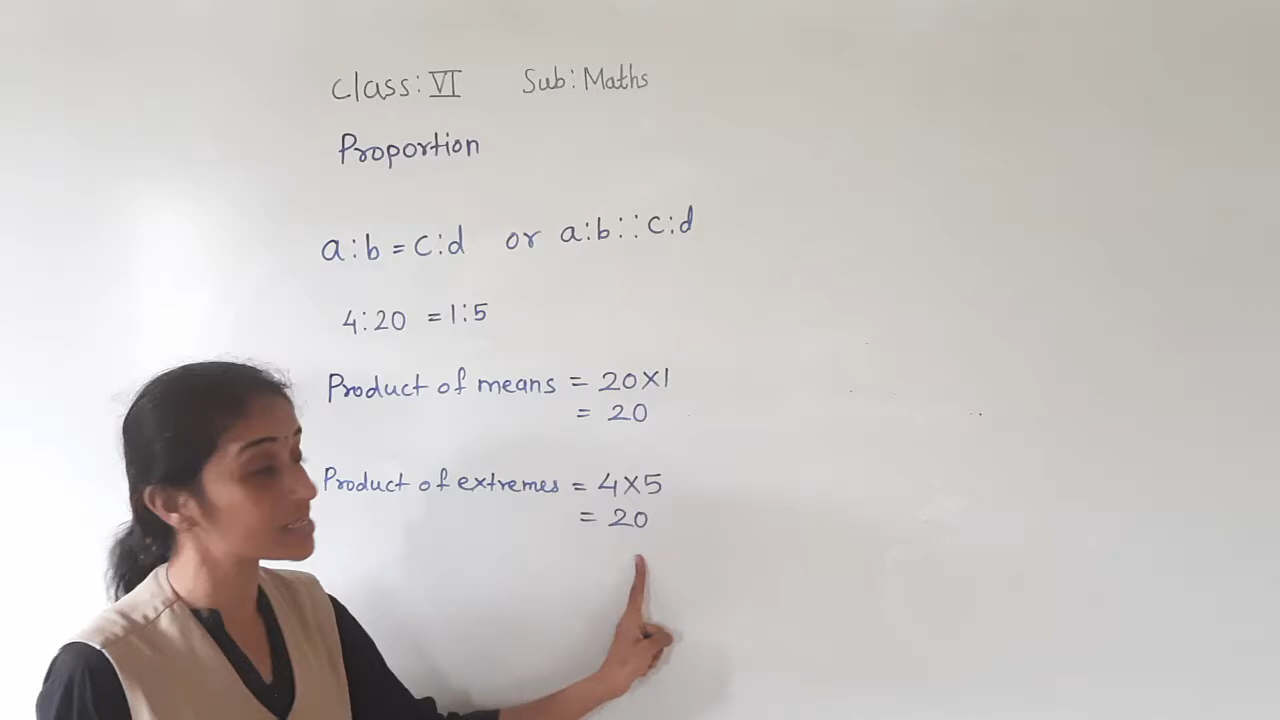 Class: VI Sub: Maths
Proportion
a:b = c:d or a:b::c:d
4:20 = 1:5
Product of means = 20×1
= 20
Product of extremes = 4×5
= 20